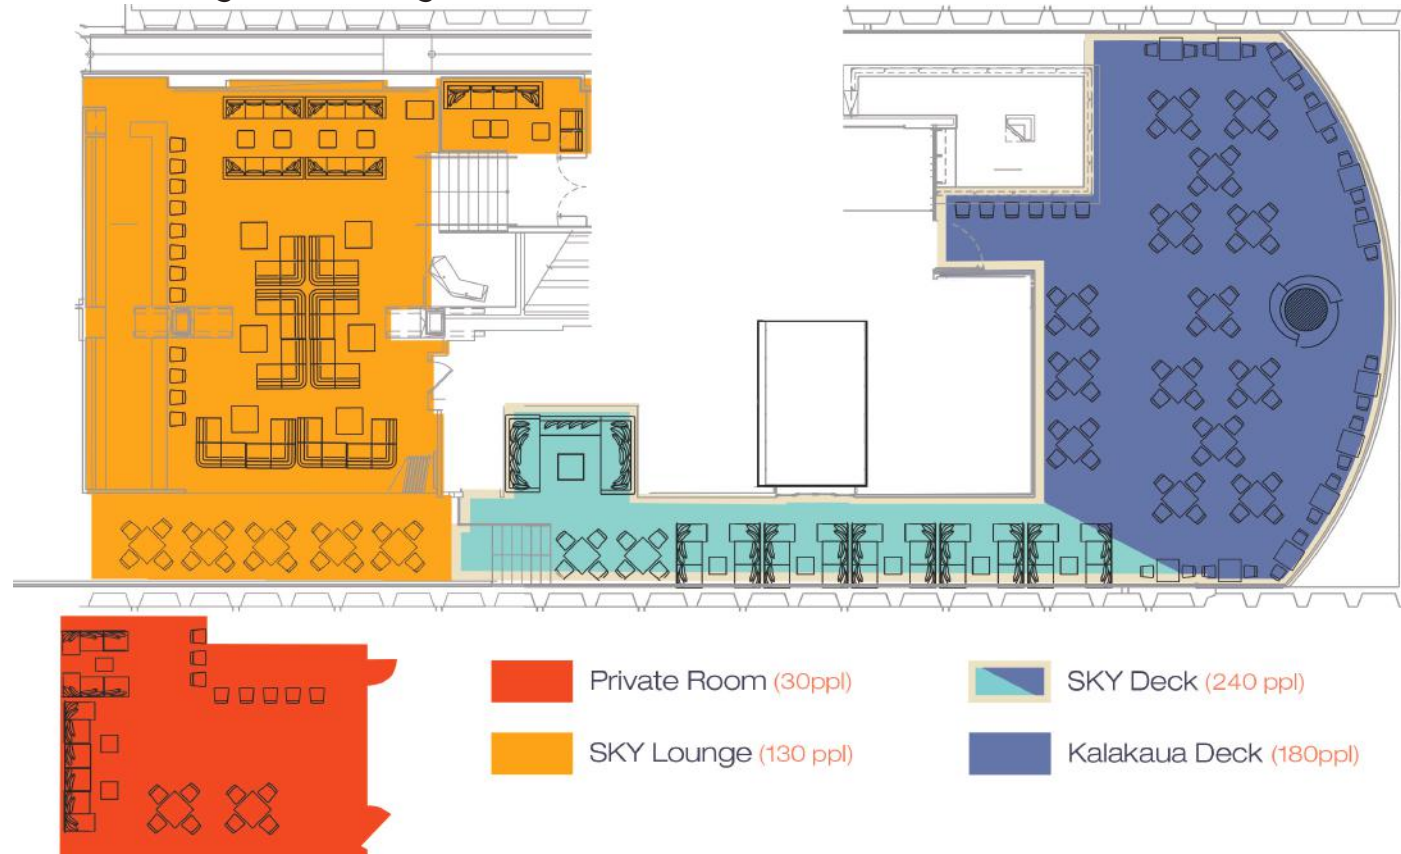 Private Room (30ppl)
SKY Deck (240 ppl)
SKY Lounge (130 ppl)
Kalakaua Deck (180ppl)